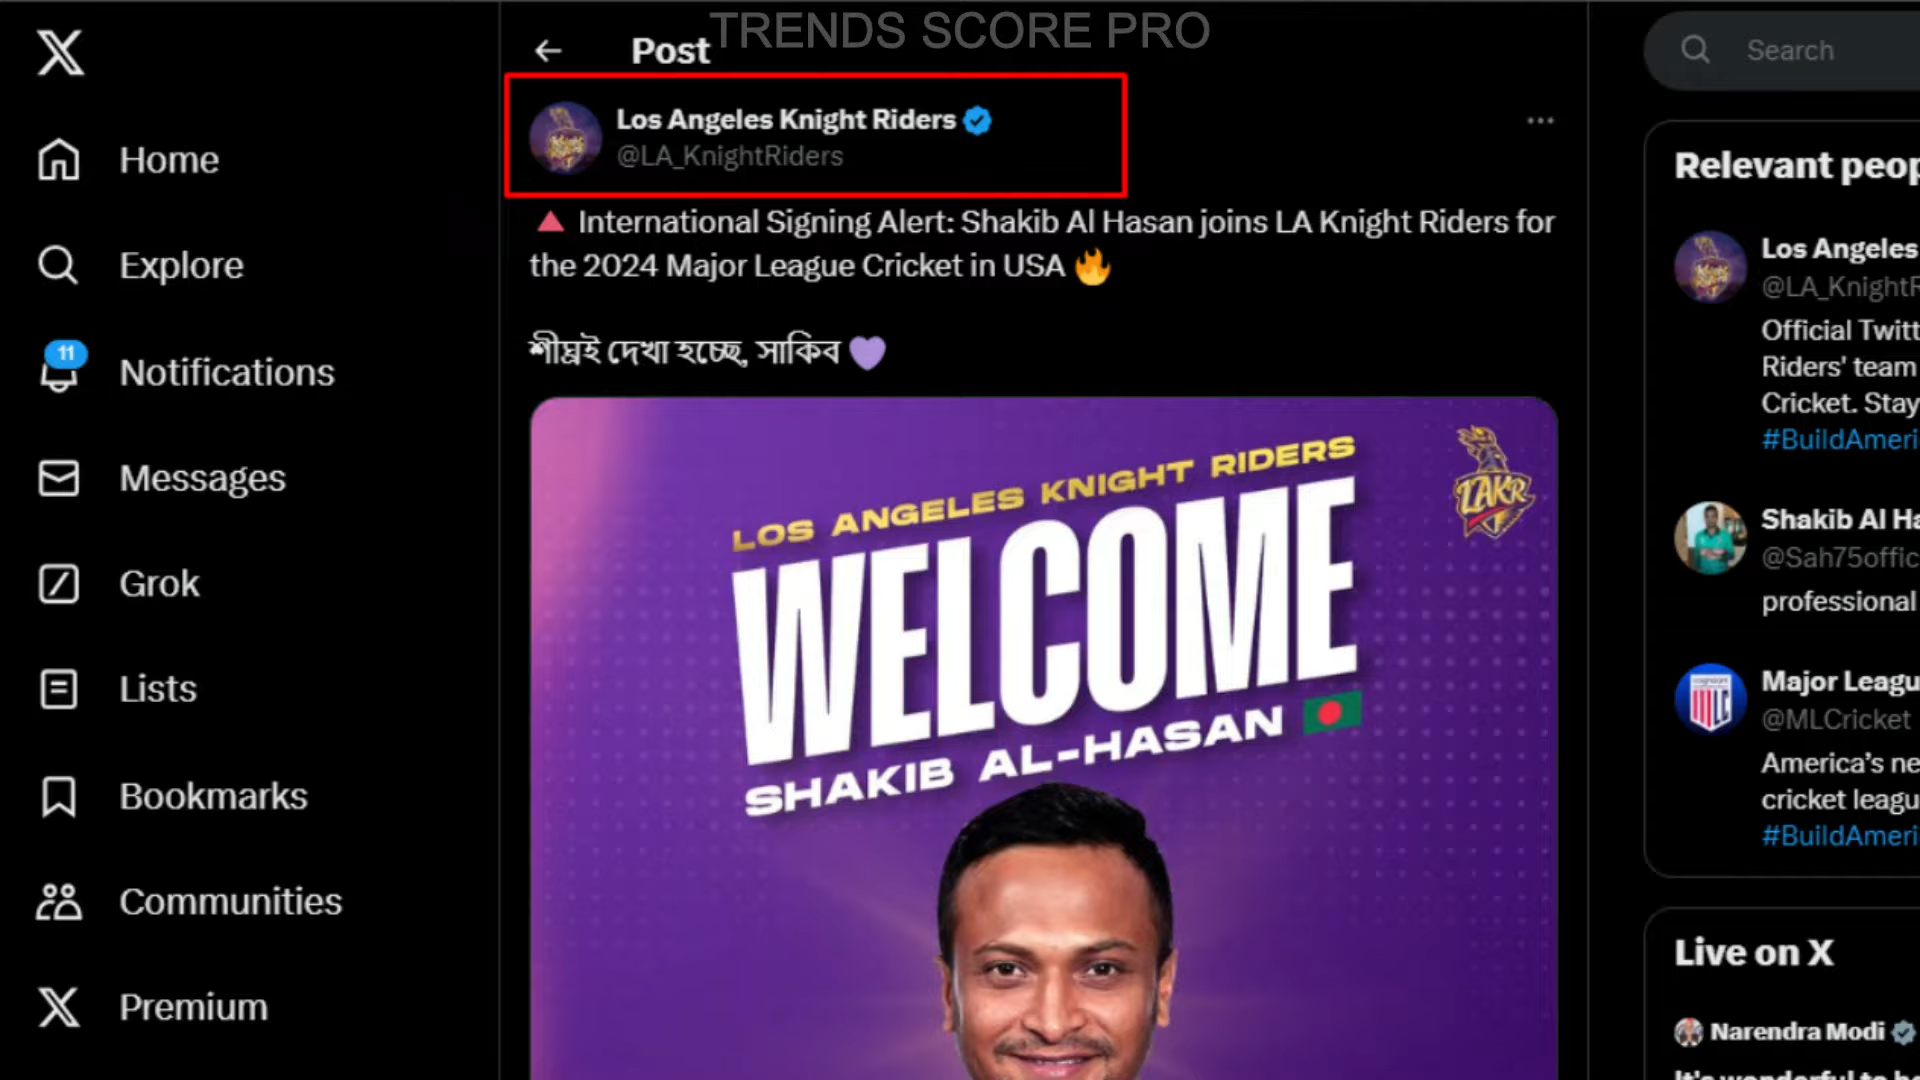 TRENDS SCORE PRO
Post
Search
Home
Explore
11
Notifications
Messages
Grok
Lists
Bookmarks
Communities
Premium
Los Angeles Knight Riders
@LA_KnightRiders
🔺 International Signing Alert: Shakib Al Hasan joins LA Knight Riders for
the 2024 Major League Cricket in USA 🔥
শীঘ্রই দেখা হচ্ছে, সাকিব 💜
LOS ANGELES KNIGHT RIDERS
WELCOME
SHAKIB AL-HASAN
LAKR
Relevant peop
Los Angeles
@LA_KnightR
Official Twitt
Riders' team
Cricket. Stay
#BuildAmeri
Shakib Al Ha
@Sah75offic
professional
Major Leagu
@MLCricket
America’s ne
cricket leagu
#BuildAmeri
Live on X
Narendra Modi